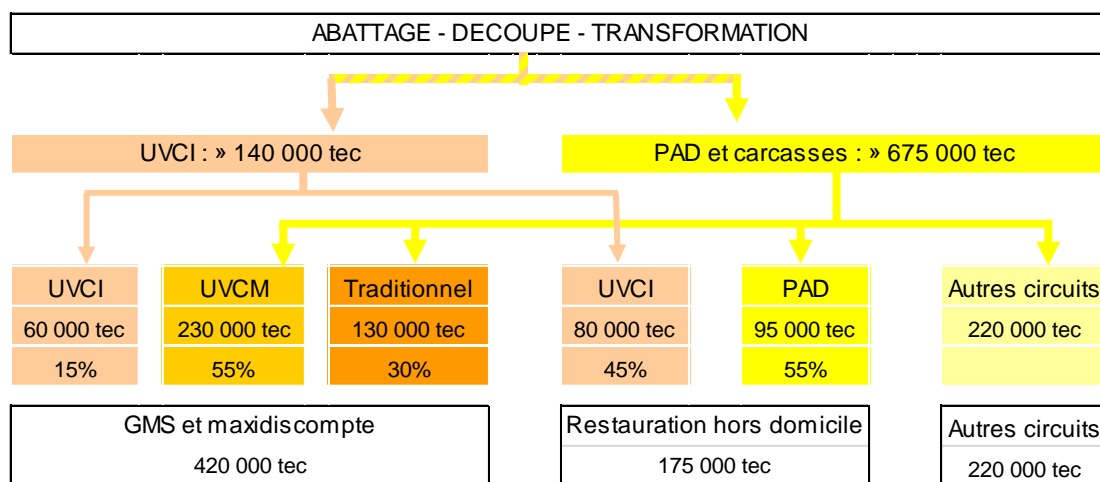 ABATTAGE - DECOUPE - TRANSFORMATION
UVCI : » 140 000 tec
PAD et carcasses : » 675 000 tec
UVCI
UVCM
Traditionnel
UVCI
PAD
Autres circuits
60 000 tec
230 000 tec
130 000 tec
80 000 tec
95 000 tec
220 000 tec
15%
55%
30%
45%
55%
GMS et maxidiscompte
Restauration hors domicile
Autres circuits
420 000 tec
175 000 tec
220 000 tec